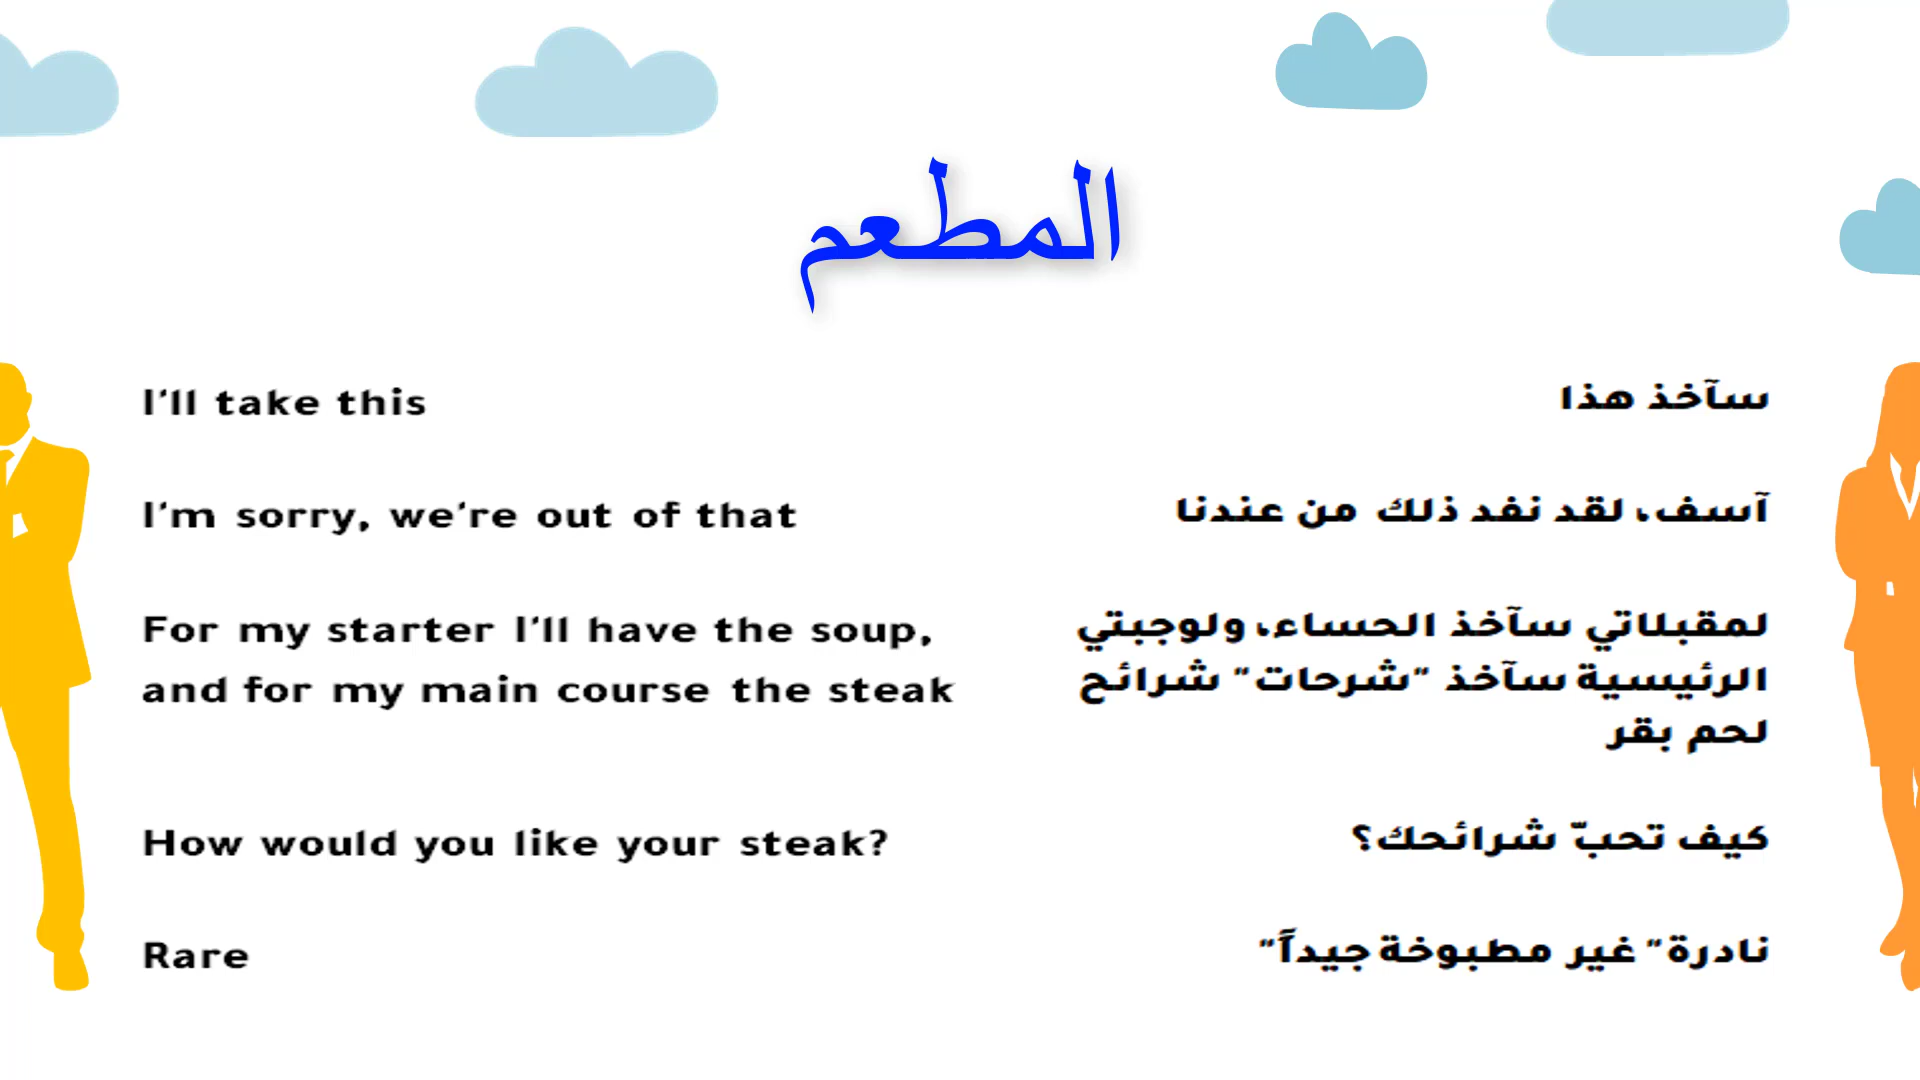 المطعم
I'll take this
سآخذ هذا
I'm sorry, we're out of that
آسف، لقد نفد ذلك من عندنا
For my starter I'll have the soup,
and for my main course the steak
لمقبلاتي سآخذ الحساء، ولوجبتي
الرئيسية سآخذ "شرحات" شرائح
لحم بقر
How would you like your steak?
كيف تحبّ شرائحك؟
Rare
نادرة" غير مطبوخة جيداً"